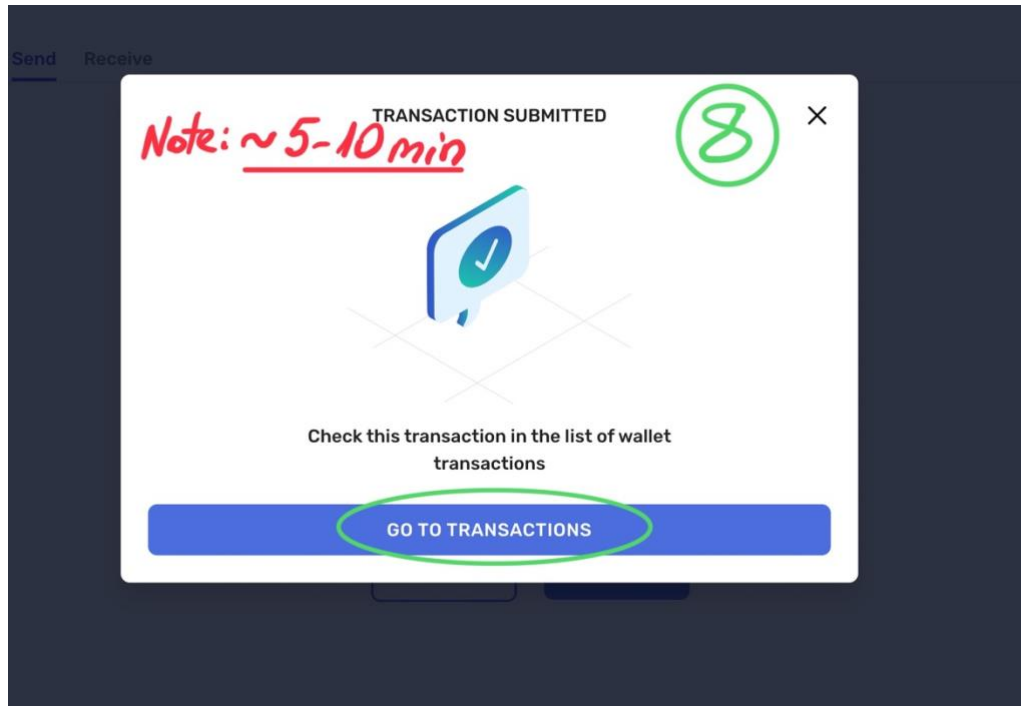 Send Receive
TRANSACTION SUBMITTED
8
Note: ~ 5-10 min
Check this transaction in the list of wallet
transactions
GO TO TRANSACTIONS